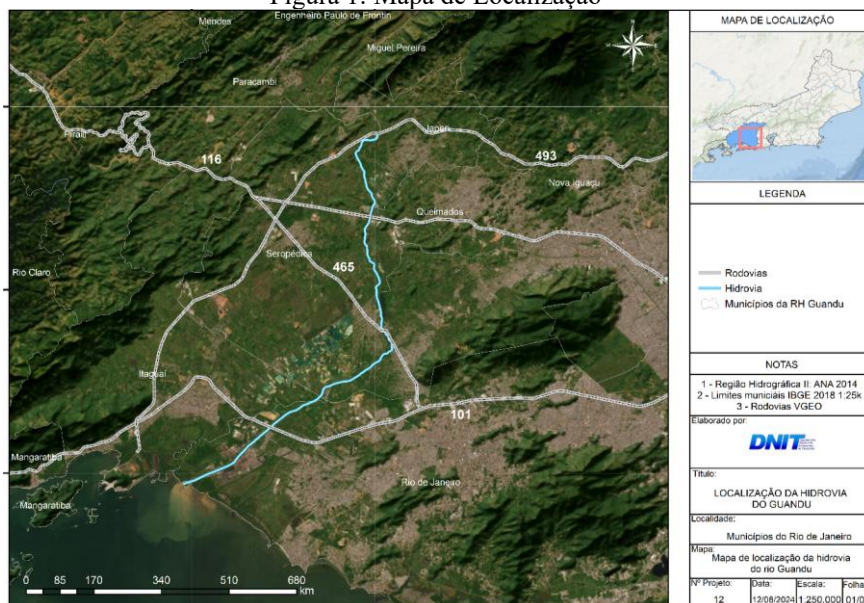 Figura 1: Mapa de Localização
Mendes
Engenheiro Paulo de Frontin
Miguel Pereira
Paracambi
Piraí
Japeri
116
493
Nova Iguaçu
Queimados
Seropédica
465
Rio Claro
Itaguaí
101
Mangaratiba
Rio de Janeiro
Mangaratiba
0 85 170 340 510 680
km
MAPA DE LOCALIZAÇÃO
LEGENDA
Rodovias
Hidrovia
Municípios da RH Guandu
NOTAS
1 - Região Hidrográfica II: ANA 2014
2 - Limites municiais IBGE 2018 1:25k
3 - Rodovias VGEO
Elaborado por:
DNIT
Título:
LOCALIZAÇÃO DA HIDROVIA
DO GUANDU
Localidade:
Municípios do Rio de Janeiro
Mapa:
Mapa de localização da hidrovia
do rio Guandu
Nº Projeto: Data: Escala: Folha
12 12/08/2024 1:250.000 01/0